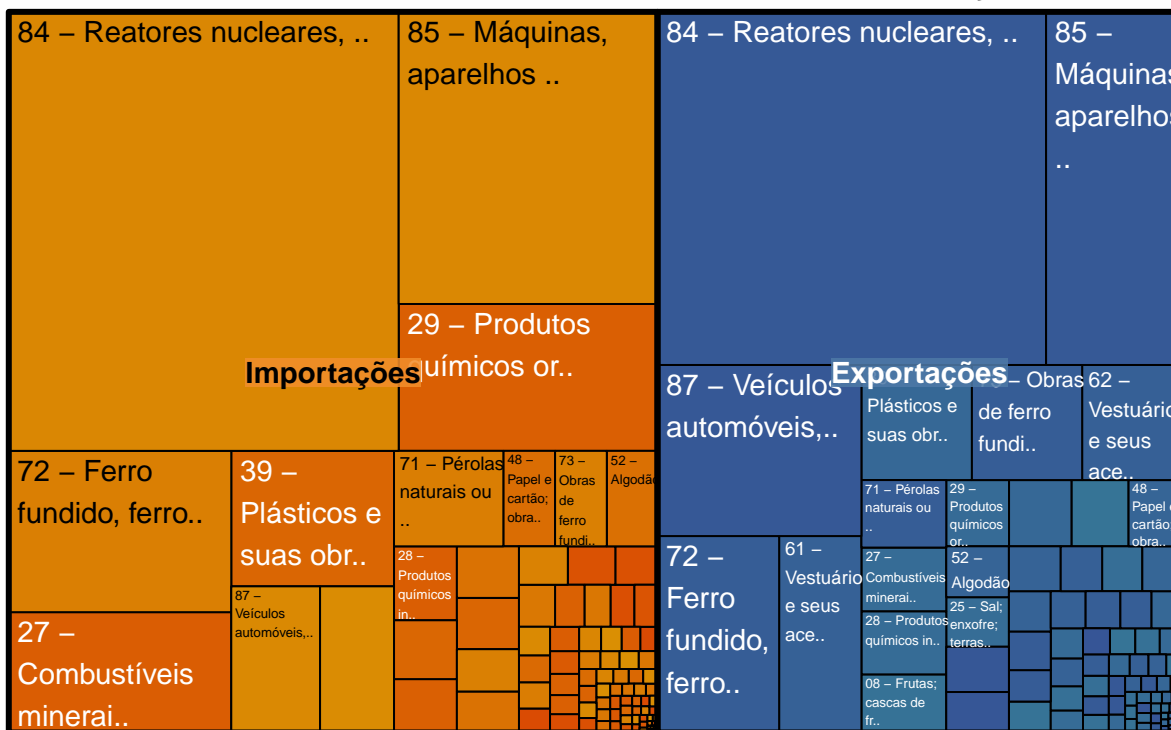 84 – Reatores nucleares, ..
85 – Máquinas,
aparelhos ..
29 – Produtos
químicos or..
Importações
72 – Ferro
fundido, ferro..
39 –
Plásticos e
suas obr..
71 – Pérolas
naturais ou
..
48 –
Papel e
cartão;
obra..
73 –
Obras
de
ferro
fundi..
52 –
Algodão
28 –
Produtos
químicos
in..
87 –
Veículos
automóveis,..
27 –
Combustíveis
minerai..
84 – Reatores nucleares, ..
85 –
Máquinas
aparelhos
..
Exportações
87 – Veículos
automóveis,..
Plásticos e
suas obr..
– Obras
de ferro
fundi..
62 –
Vestuário
e seus
ace..
71 – Pérolas
naturais ou
..
29 –
Produtos
químicos
or..
48 –
Papel e
cartão;
obra..
72 –
Ferro
fundido,
ferro..
61 –
Vestuário
e seus
ace..
27 –
Combustíveis
minerai..
52 –
Algodão
28 – Produtos
químicos in..
25 – Sal;
enxofre;
terras..
08 – Frutas;
cascas de
fr..